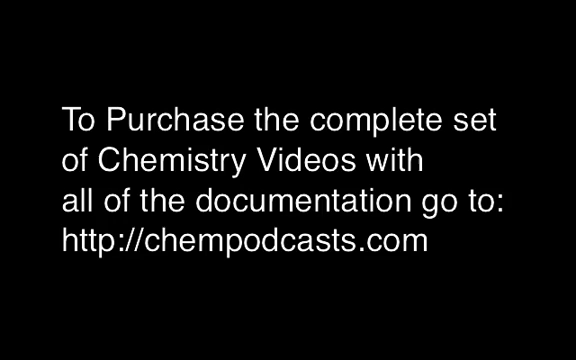 To Purchase the complete set
of Chemistry Videos with
all of the documentation go to:
http://chempodcasts.com